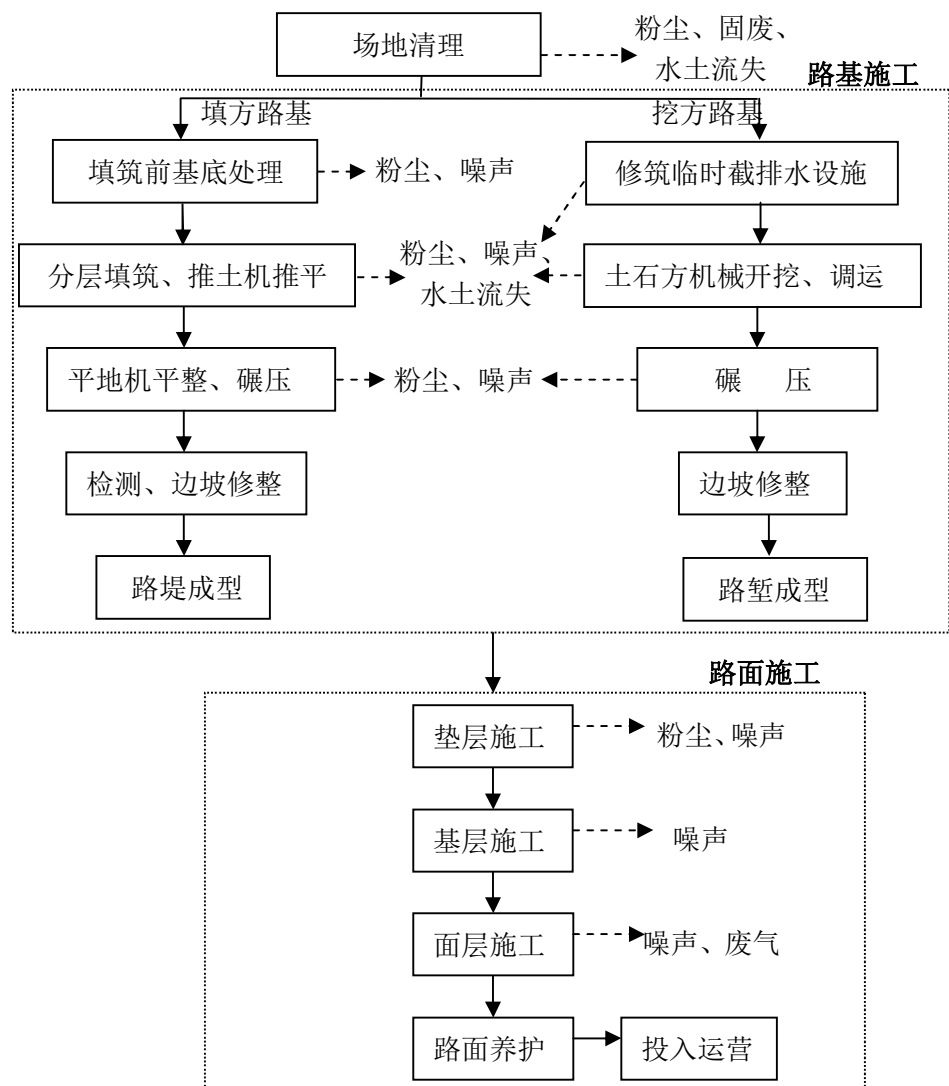 场地清理
粉尘、固废、
水土流失
路基施工
填方路基
挖方路基
填筑前基底处理
粉尘、噪声
修筑临时截排水设施
分层填筑、推土机推平
粉尘、噪声、
水土流失
土石方机械开挖、调运
平地机平整、碾压
粉尘、噪声
碾 压
检测、边坡修整
边坡修整
路堤成型
路堑成型
路面施工
垫层施工
粉尘、噪声
基层施工
噪声
面层施工
噪声、废气
路面养护
投入运营